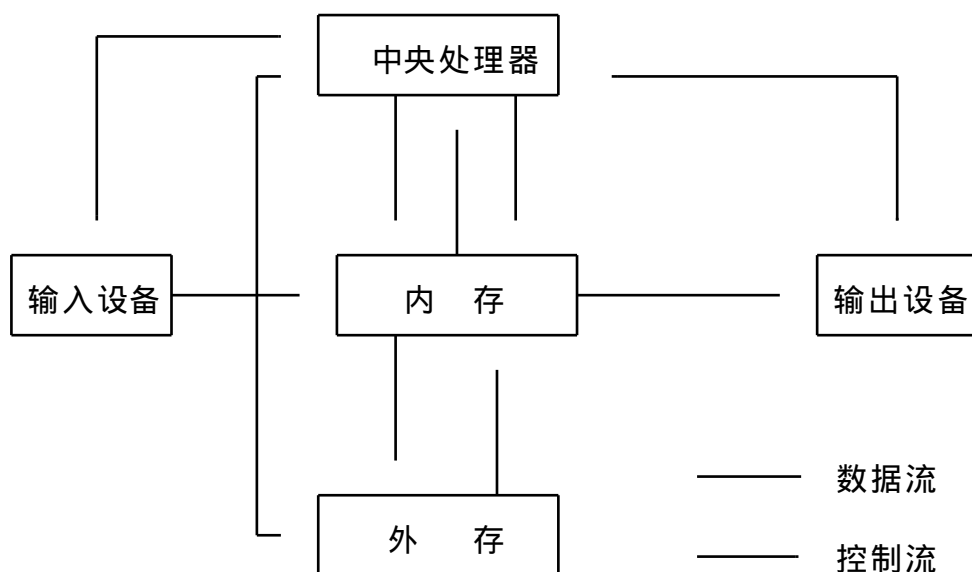 中央处理器
输入设备
内 存
输出设备
数据流
外 存
控制流